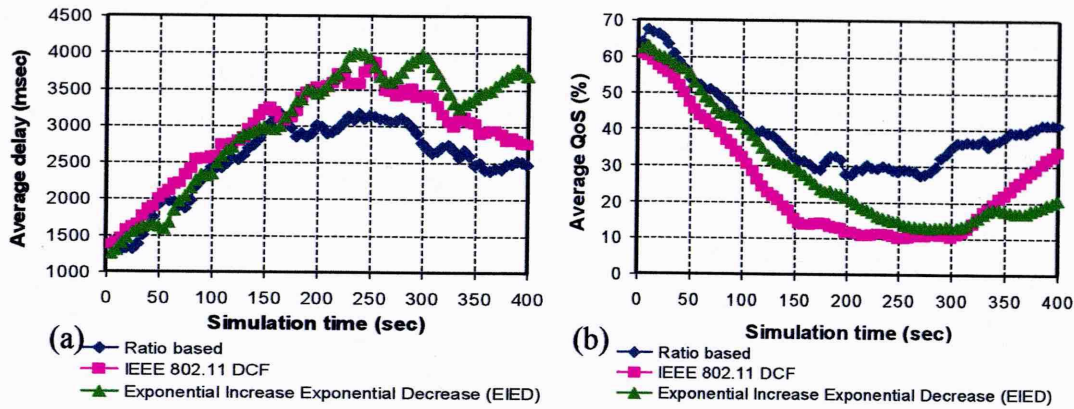 4500
4000
3500
3000
2500
2000
1500
1000
Average delay (msec)
0 50 100 150 200 250 300 350 400
Simulation time (sec)
(a)
Ratio based
IEEE 802.11 DCF
Exponential Increase Exponential Decrease (EIED)
70
60
50
40
30
20
10
0
Average QoS (%)
0 50 100 150 200 250 300 350 400
Simulation time (sec)
(b)
Ratio based
IEEE 802.11 DCF
Exponential Increase Exponential Decrease (EIED)